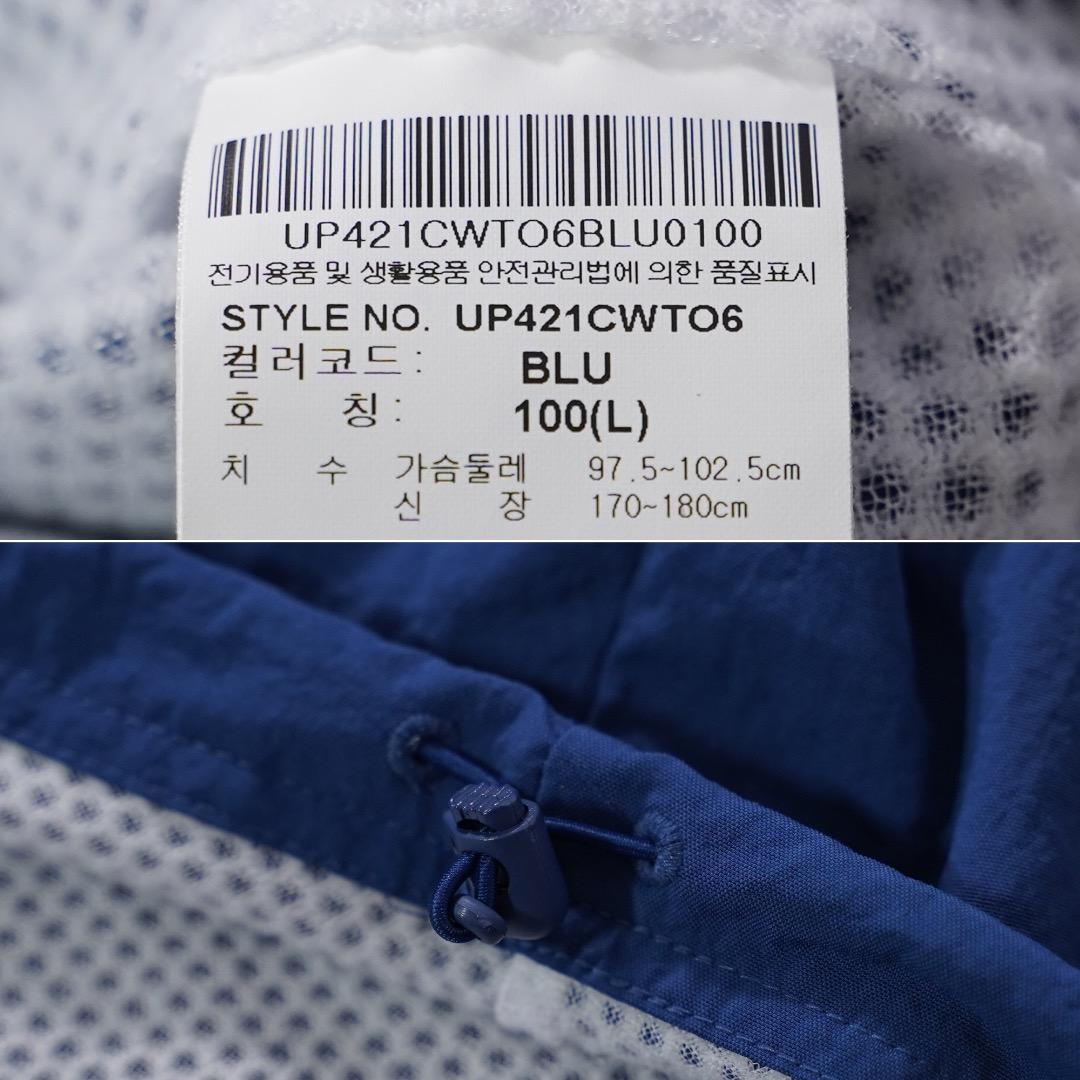 UP421CWTO6BLU0100
전기용품 및 생활용품 안전관리법에 의한 품질표시
STYLE NO. UP421CWTO6
컬러코드: BLU
호 칭: 100(L)
치 수 가슴둘레 97.5~102.5cm
신 장 170~180cm